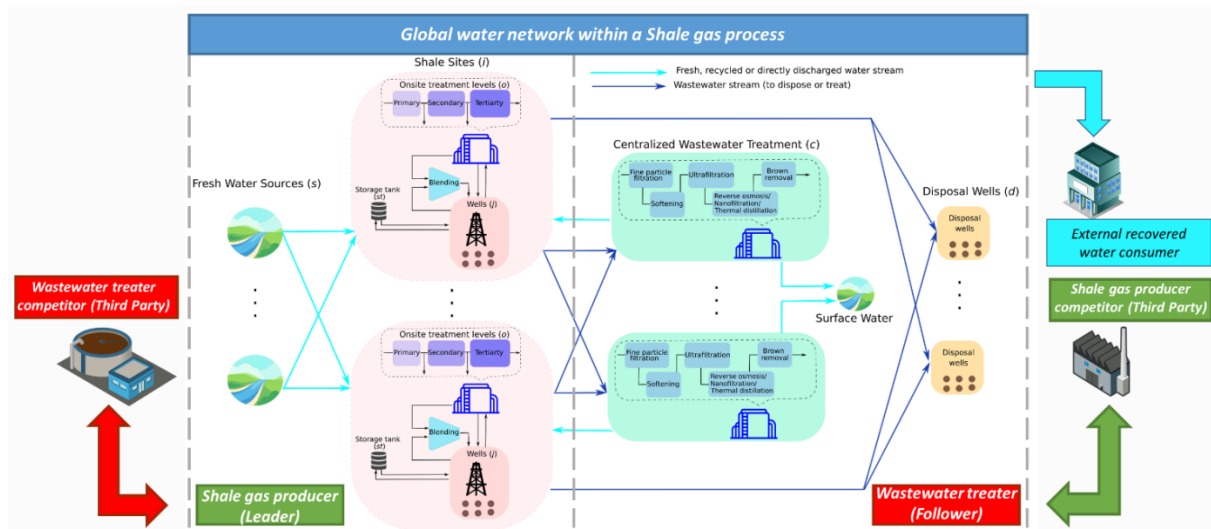 Global water network within a Shale gas process
Shale Sites (i)
Onsite treatment levels (o)
Primary
Secondary
Tertiarty
Blending
Storage tank
(st)
Wells (j)
Fresh Water Sources (s)
Fresh, recycled or directly discharged water stream
Wastewater stream (to dispose or treat)
Centralized Wastewater Treatment (c)
Fine particle
filtration
Ultrafiltration
Brown
removal
Softening
Reverse osmosis/
Nanofiltration/
Thermal distillation
Disposal Wells (d)
Disposal
wells
External recovered
water consumer
Wastewater treater
competitor (Third Party)
Shale gas producer
competitor (Third Party)
Surface Water
Onsite treatment levels (o)
Primary
Secondary
Tertiarty
Blending
Storage tank
(st)
Wells (j)
Fine particle
filtration
Ultrafiltration
Brown
removal
Softening
Reverse osmosis/
Nanofiltration/
Thermal distillation
Disposal
wells
Shale gas producer
(Leader)
Wastewater treater
(Follower)